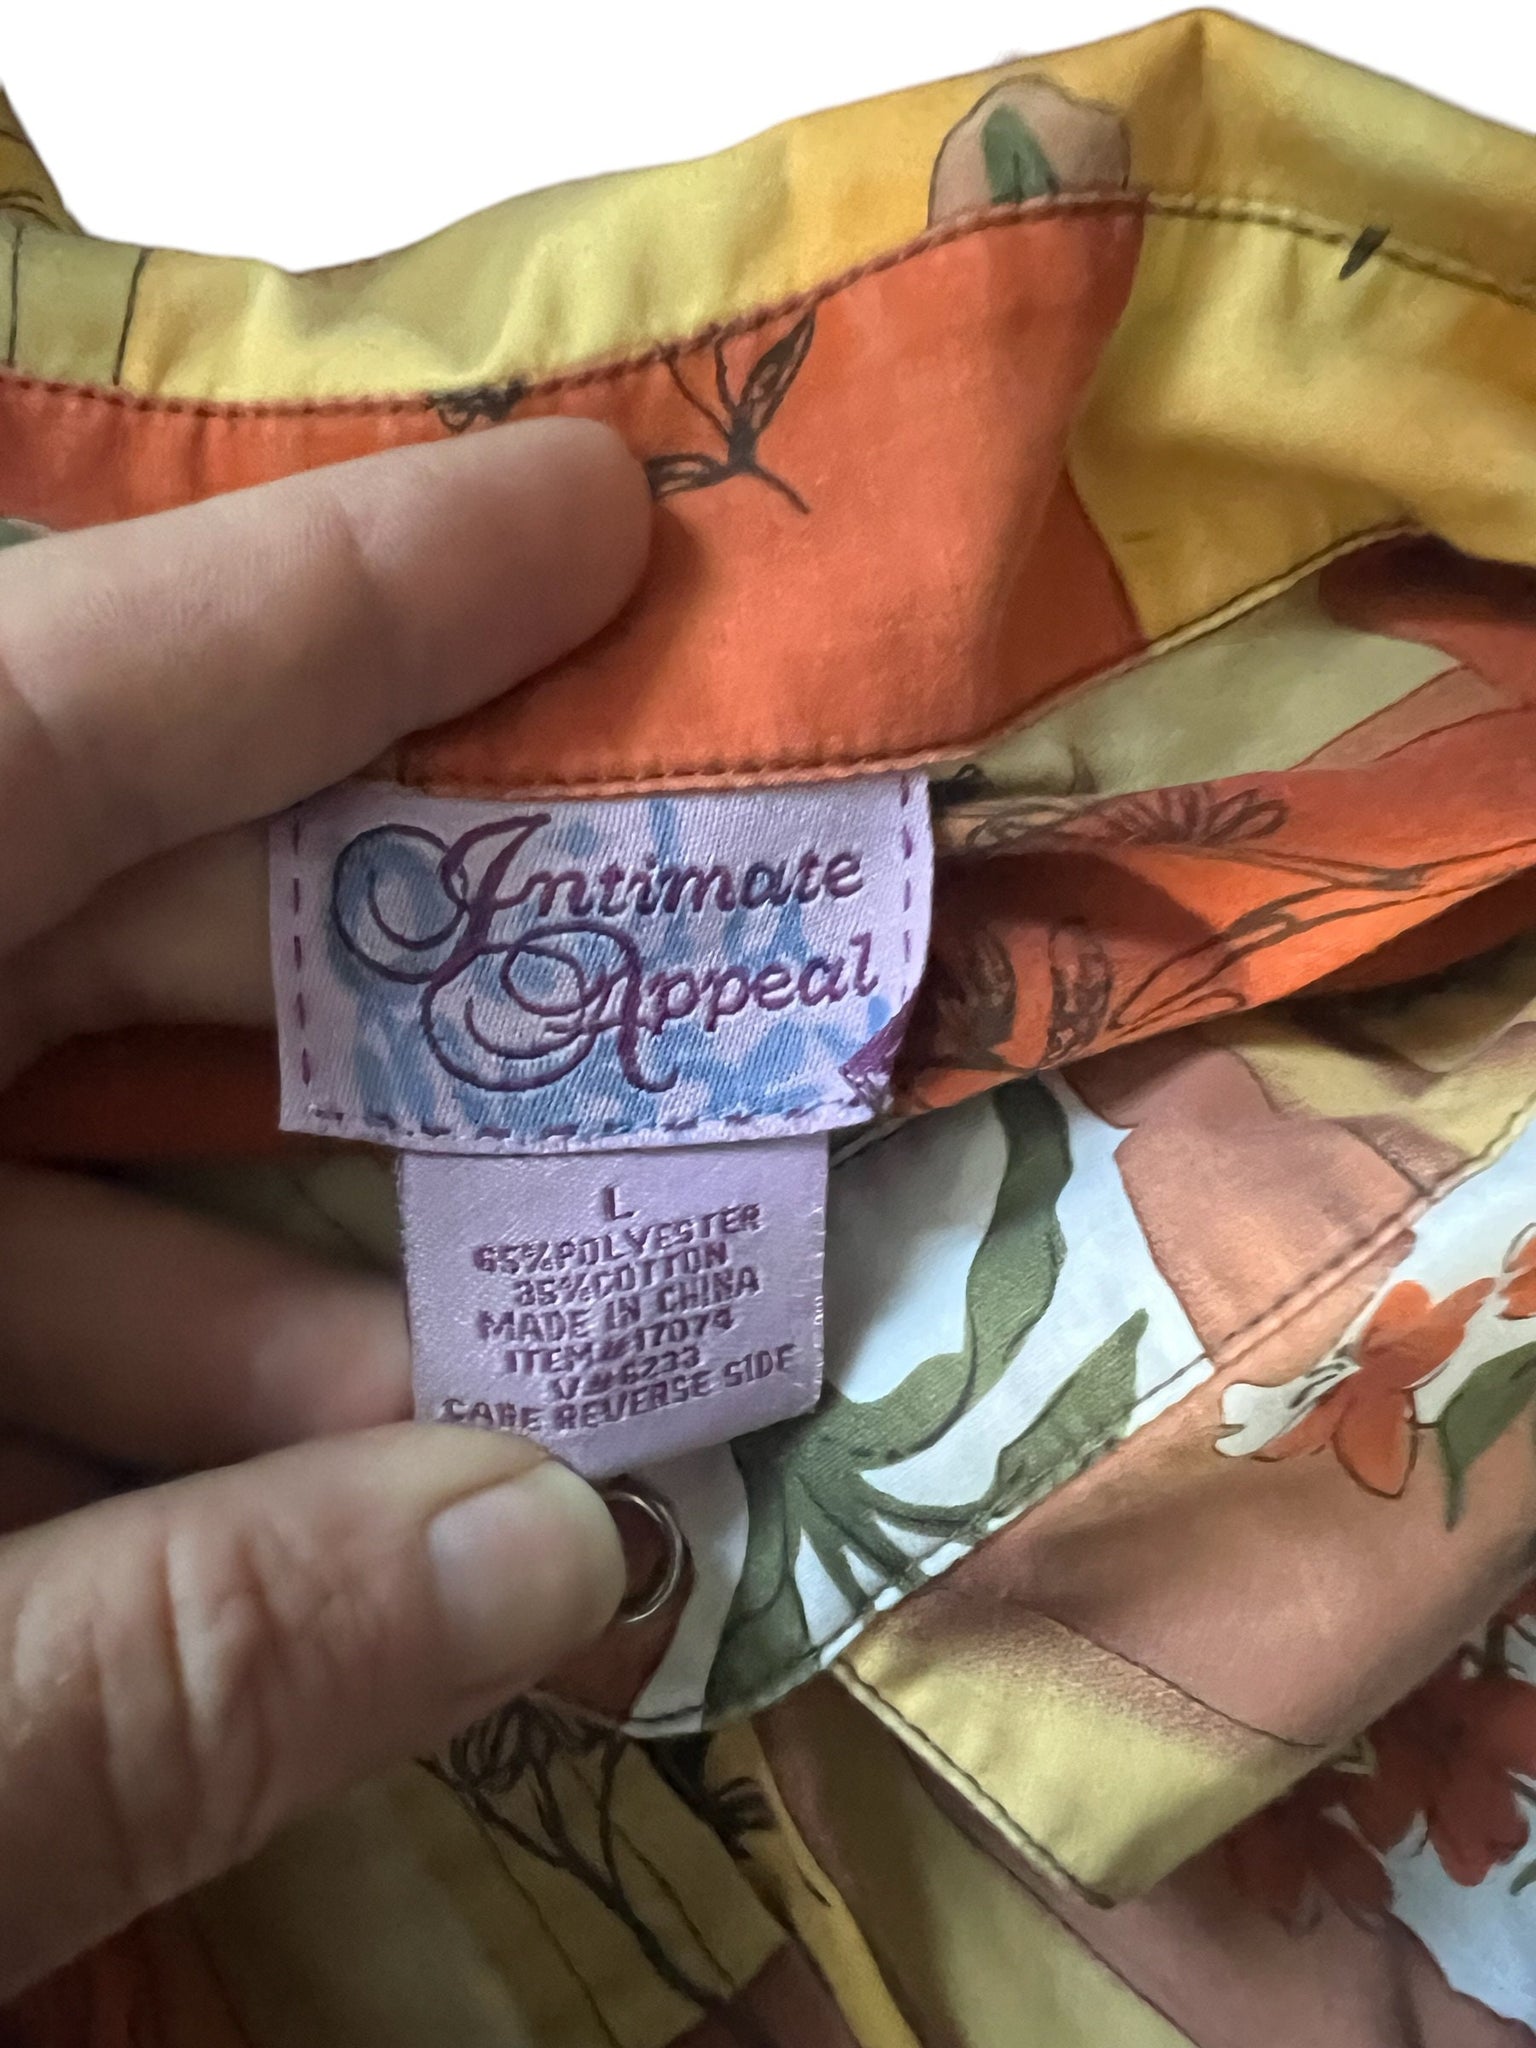 Intimate
Appeal
L
65%POLYESTER
35%COTTON
MADE IN CHINA
ITEM#17074
V#6233
CARE REVERSE SIDE